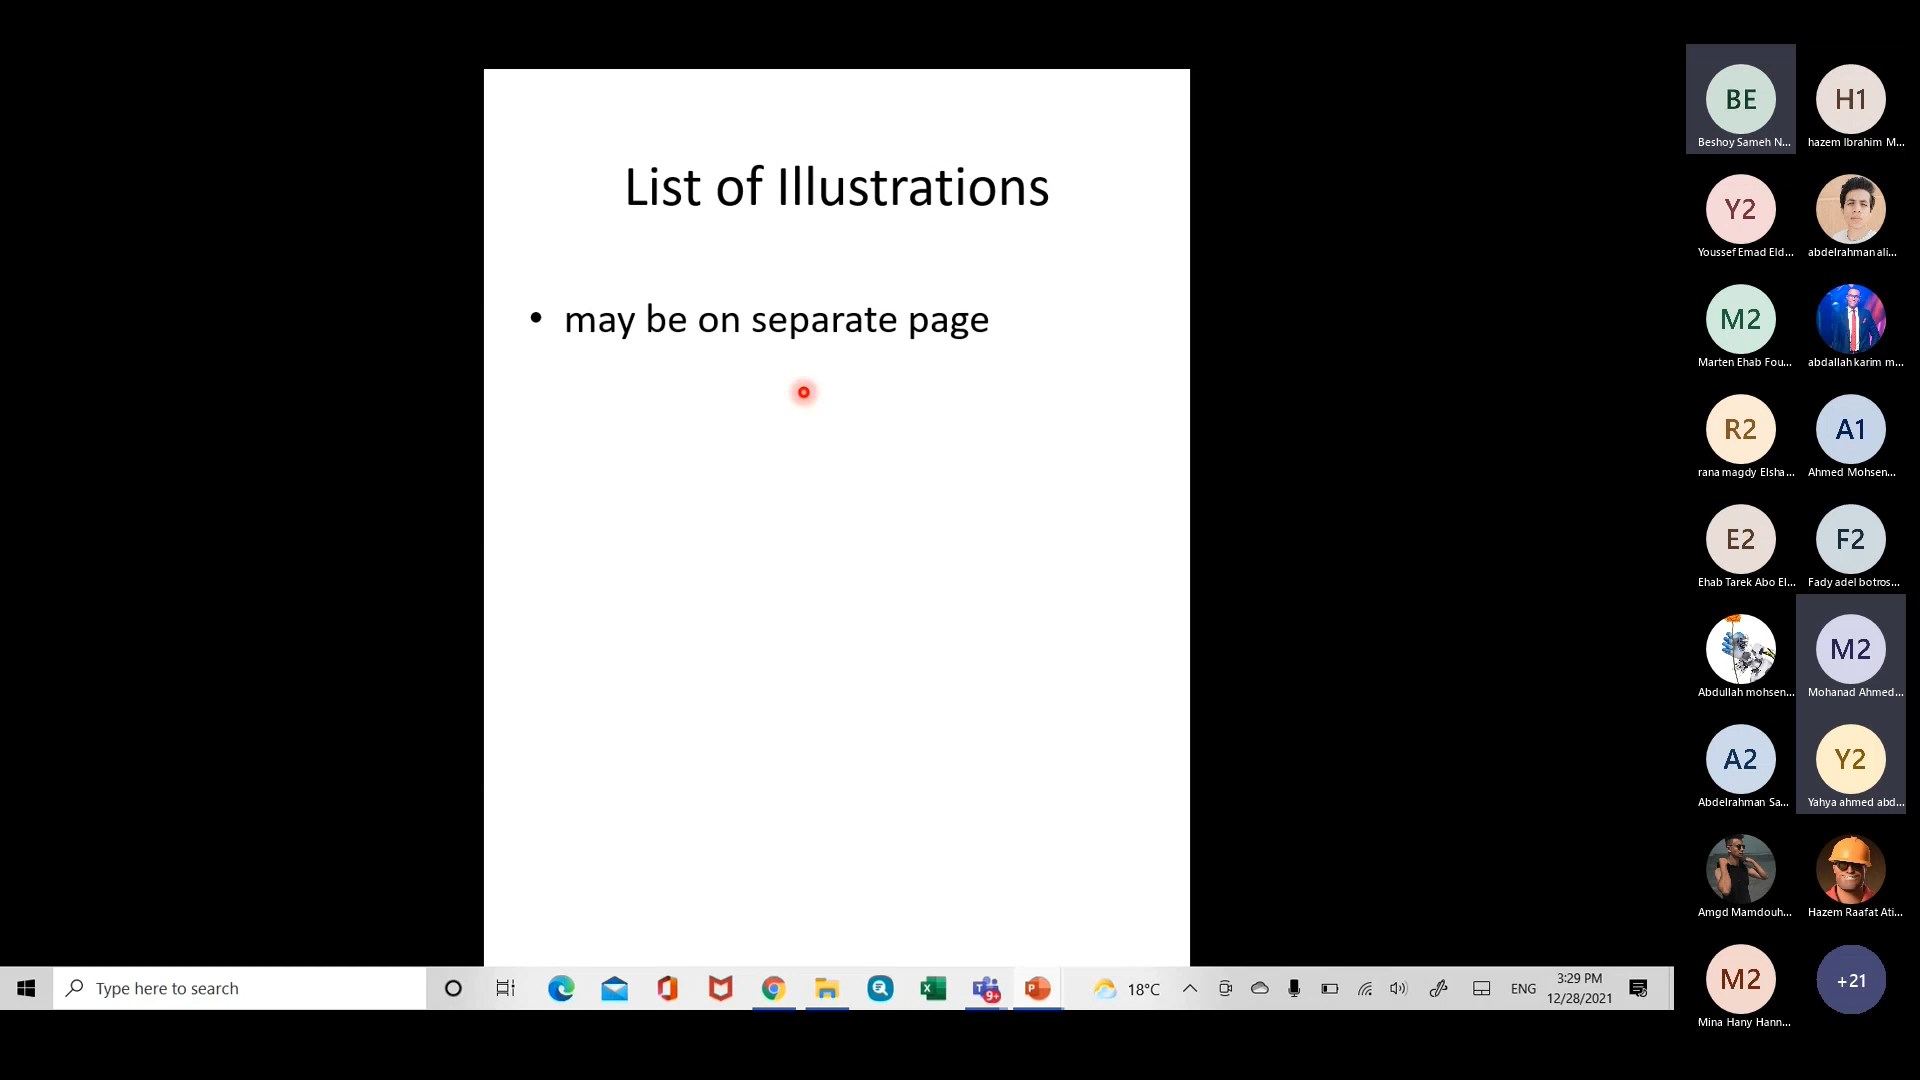 List of Illustrations
• may be on separate page
BE
Beshoy Sameh N...
H1
hazem Ibrahim M...
Y2
Youssef Emad Eld...
abdelrahman ali...
M2
Marten Ehab Fou...
abdallah karim m...
R2
rana magdy Elsha...
A1
Ahmed Mohsen...
E2
Ehab Tarek Abo El...
F2
Fady adel botros...
Abdullah mohsen...
M2
Mohanad Ahmed...
A2
Abdelrahman Sa...
Y2
Yahya ahmed abd...
Amgd Mamdouh...
Hazem Raafat Ati...
M2
Mina Hany Hann...
+21
Type here to search
9+
18°C
ENG
3:29 PM
12/28/2021